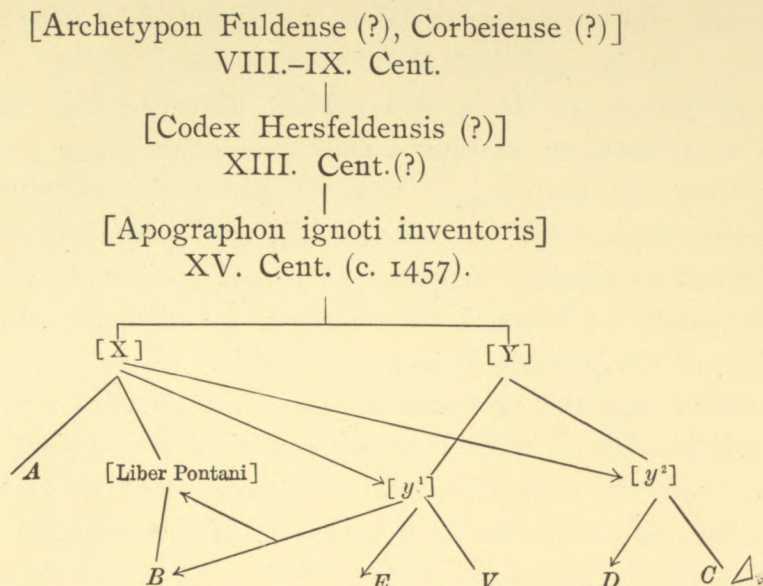 [Archetypon Fuldense (?), Corbeiense (?)]
VIII.–IX. Cent.
[Codex Hersfeldensis (?)]
XIII. Cent.(?)
[Apographon ignoti inventoris]
XV. Cent. (c. 1457).
[X] [Y]
A [Liber Pontani] [y¹] [y²]
B E V D C Δ